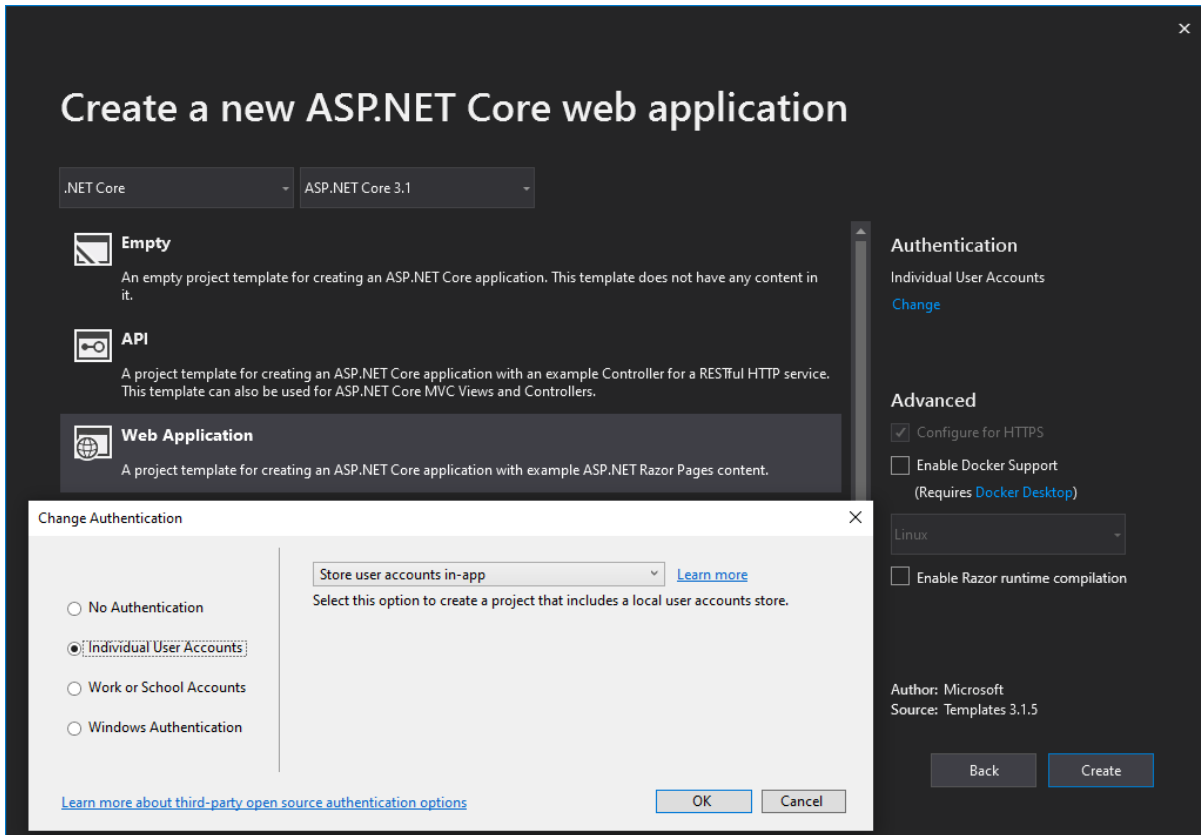 Create a new ASP.NET Core web application
.NET Core
ASP.NET Core 3.1
Empty
An empty project template for creating an ASP.NET Core application. This template does not have any content in
it.
API
A project template for creating an ASP.NET Core application with an example Controller for a RESTful HTTP service.
This template can also be used for ASP.NET Core MVC Views and Controllers.
Web Application
A project template for creating an ASP.NET Core application with example ASP.NET Razor Pages content.
Authentication
Individual User Accounts
Change
Advanced
Configure for HTTPS
Enable Docker Support
(Requires Docker Desktop)
Linux
Enable Razor runtime compilation
Author: Microsoft
Source: Templates 3.1.5
Back
Create
Change Authentication
No Authentication
Individual User Accounts
Work or School Accounts
Windows Authentication
Store user accounts in-app
Learn more
Select this option to create a project that includes a local user accounts store.
Learn more about third-party open source authentication options
OK
Cancel